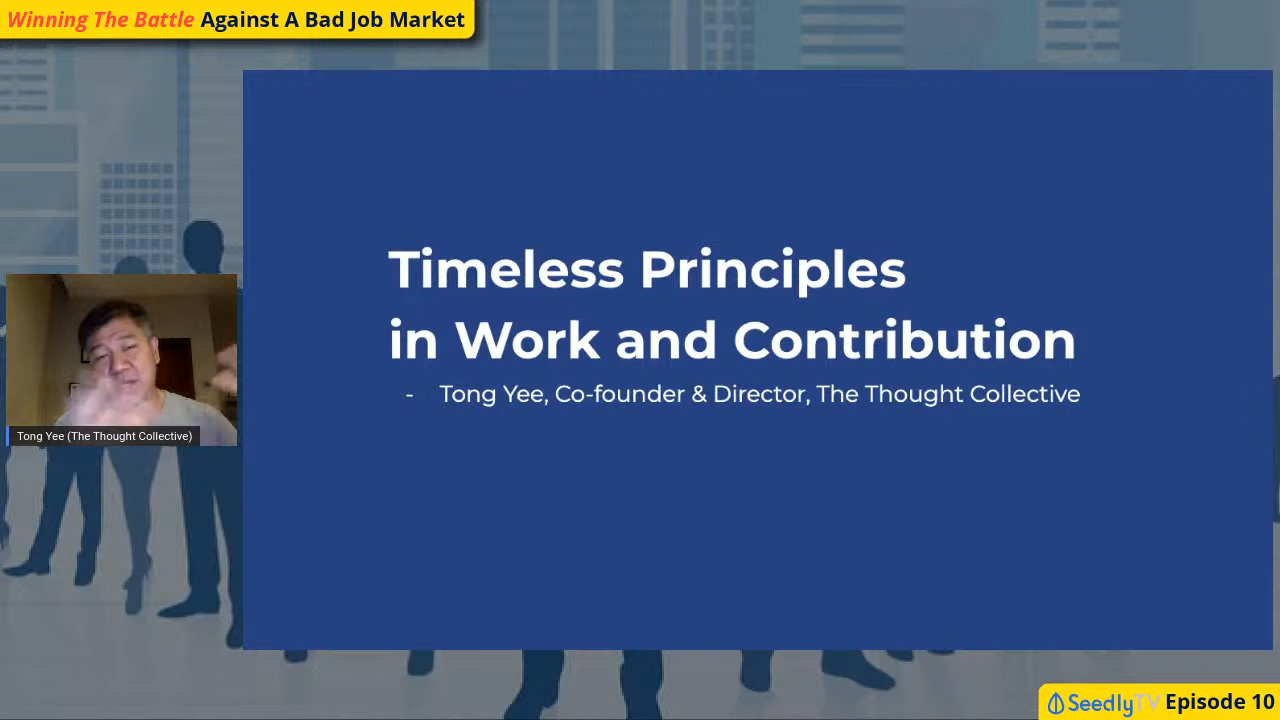 Winning The Battle Against A Bad Job Market
Timeless Principles
in Work and Contribution
- Tong Yee, Co-founder & Director, The Thought Collective
Tong Yee (The Thought Collective)
SeedlyTV Episode 10